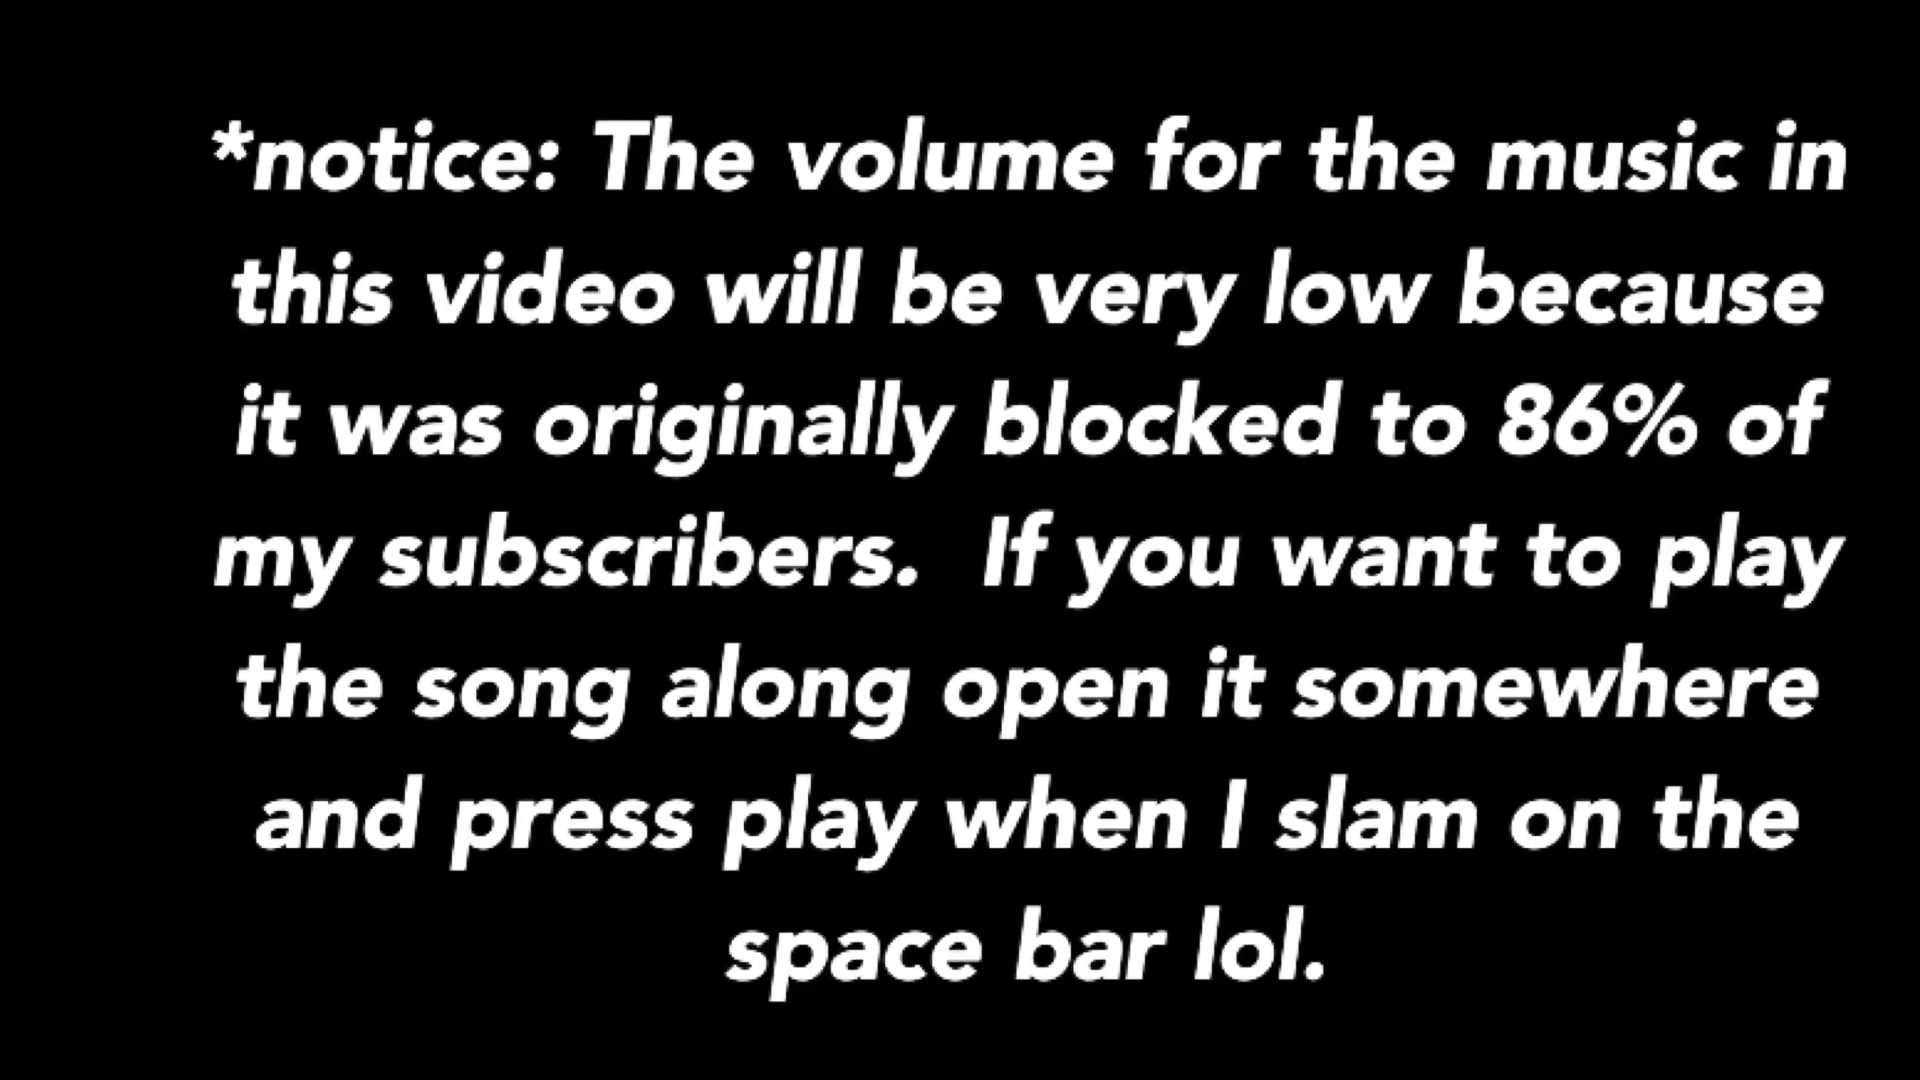 *notice: The volume for the music in
this video will be very low because
it was originally blocked to 86% of
my subscribers.  If you want to play
the song along open it somewhere
and press play when I slam on the
space bar lol.